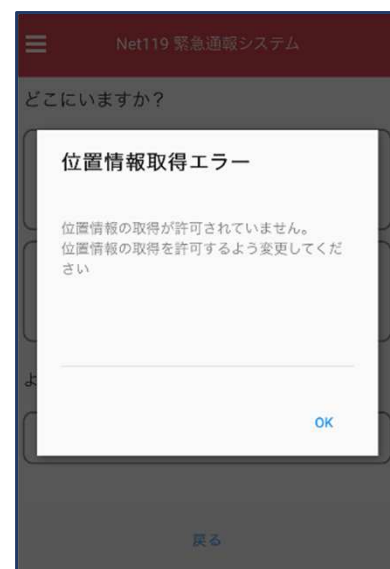 Net119 緊急通報システム
どこにいますか？
位置情報取得エラー
位置情報の取得が許可されていません。
位置情報の取得を許可するよう変更してくだ
さい
よ
OK
戻る